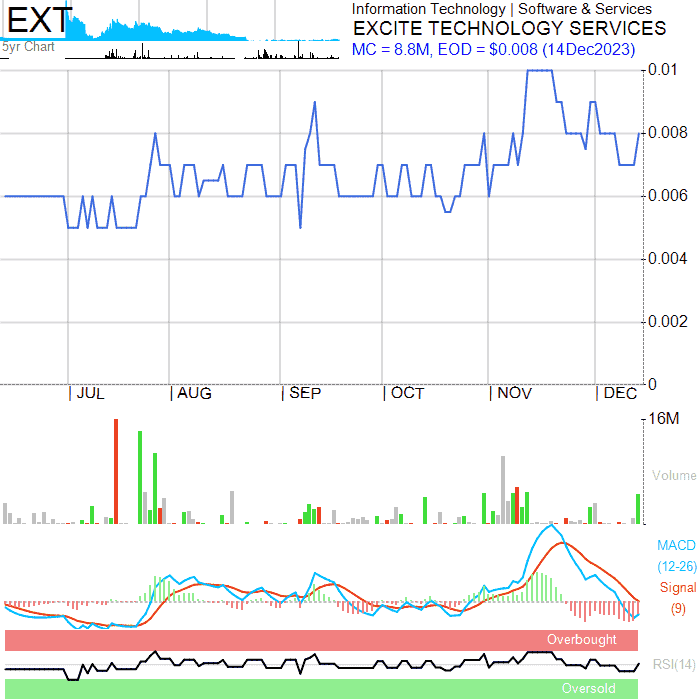 EXT
5yr Chart
Information Technology | Software & Services
EXCITE TECHNOLOGY SERVICES
MC = 8.8M, EOD = $0.008 (14Dec2023)
0.01
0.008
0.006
0.004
0.002
0
| JUL | AUG | SEP | OCT | NOV | DEC
16M
Volume
MACD
(12-26)
Signal
(9)
Overbought
RSI(14)
Oversold